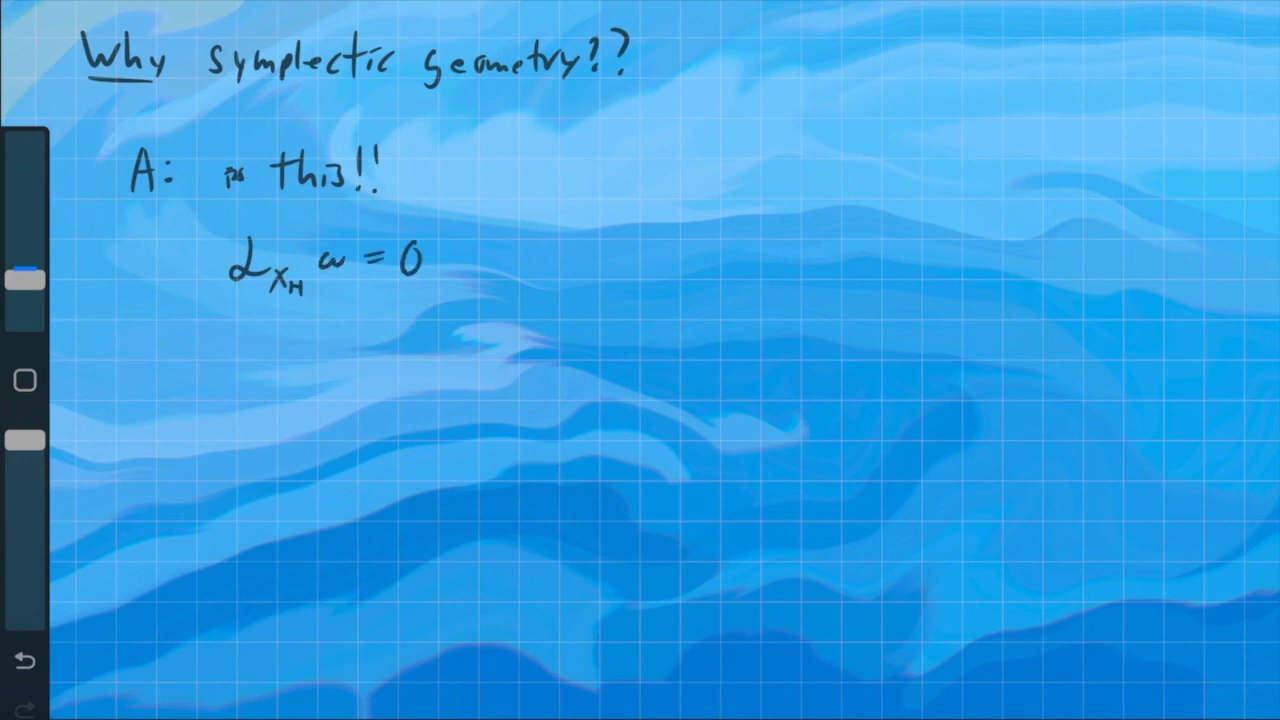 Why symplectic geometry??
A: this!!
ℒ_{X_H} ω = 0